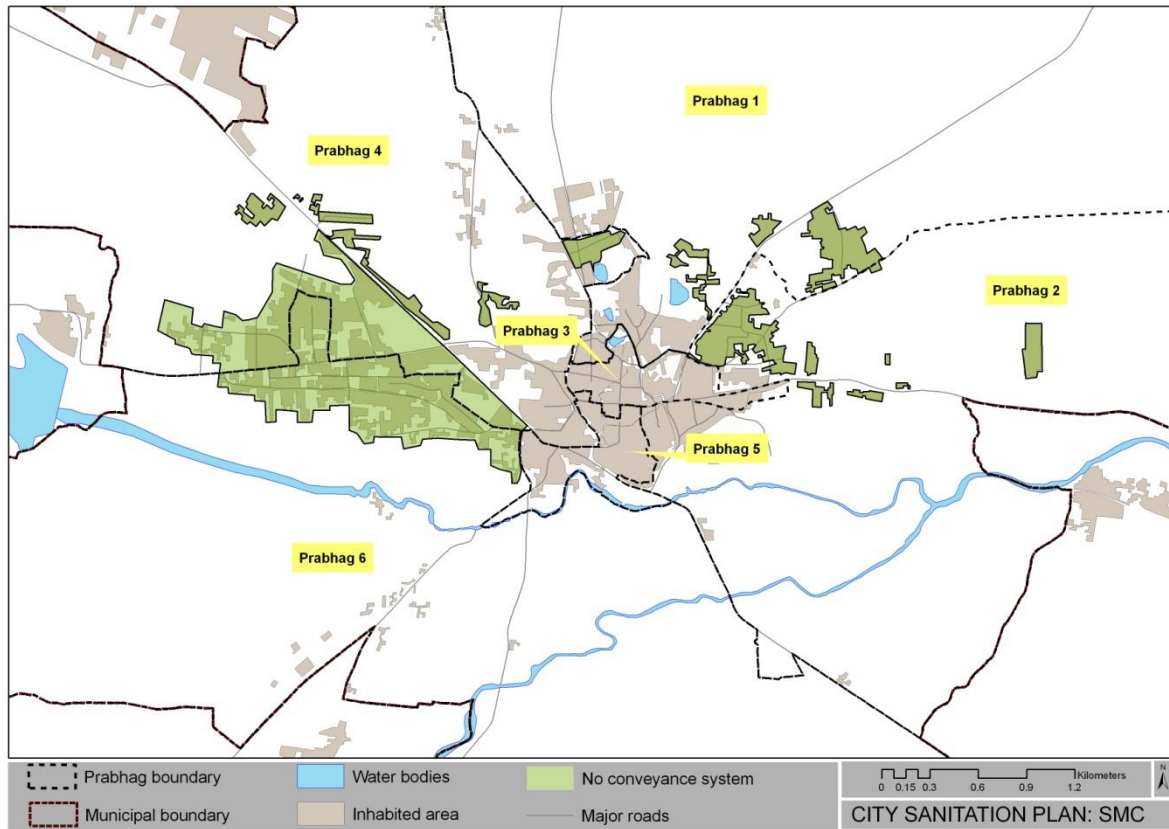 Prabhag 1
Prabhag 4
Prabhag 2
Prabhag 3
Prabhag 5
Prabhag 6
Prabhag boundary
Water bodies
No conveyance system
Municipal boundary
Inhabited area
Major roads
Kilometers
0 0.15 0.3 0.6 0.9 1.2
N
CITY SANITATION PLAN: SMC